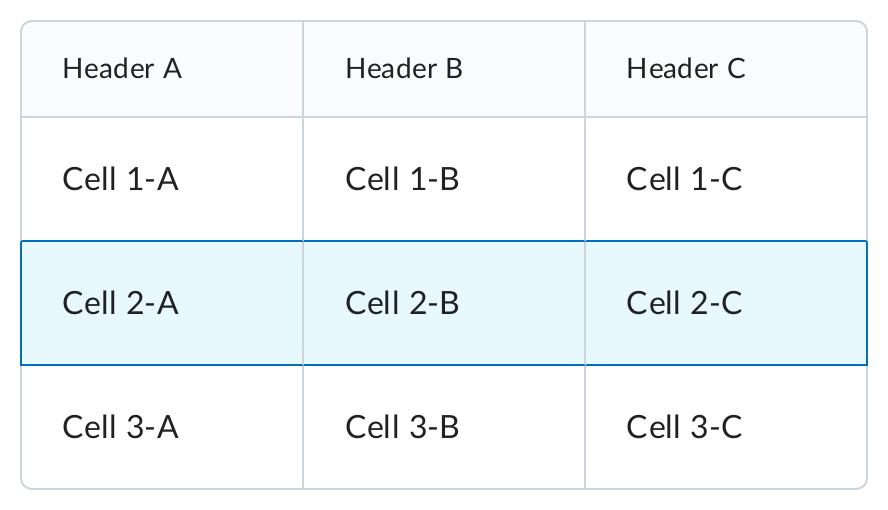 Header A Header B Header C
Cell 1-A Cell 1-B Cell 1-C
Cell 2-A Cell 2-B Cell 2-C
Cell 3-A Cell 3-B Cell 3-C